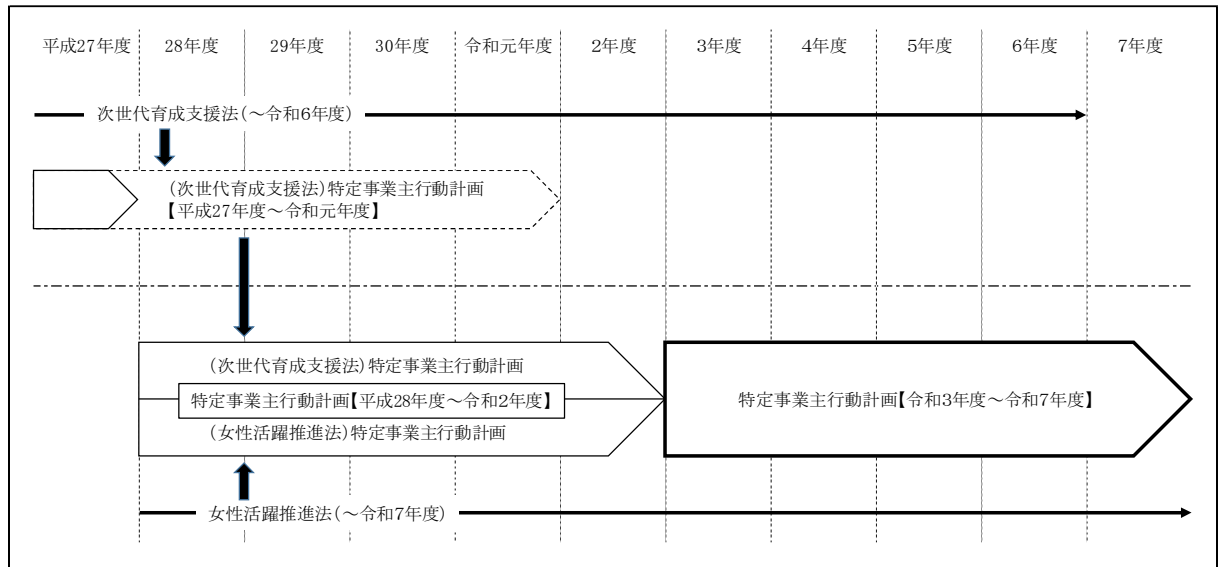 平成27年度 28年度 29年度 30年度 令和元年度 2年度 3年度 4年度 5年度 6年度 7年度
次世代育成支援法(～令和6年度)
(次世代育成支援法)特定事業主行動計画
【平成27年度～令和元年度】
(次世代育成支援法)特定事業主行動計画
特定事業主行動計画【平成28年度～令和2年度】
(女性活躍推進法)特定事業主行動計画
特定事業主行動計画【令和3年度～令和7年度】
女性活躍推進法(～令和7年度)